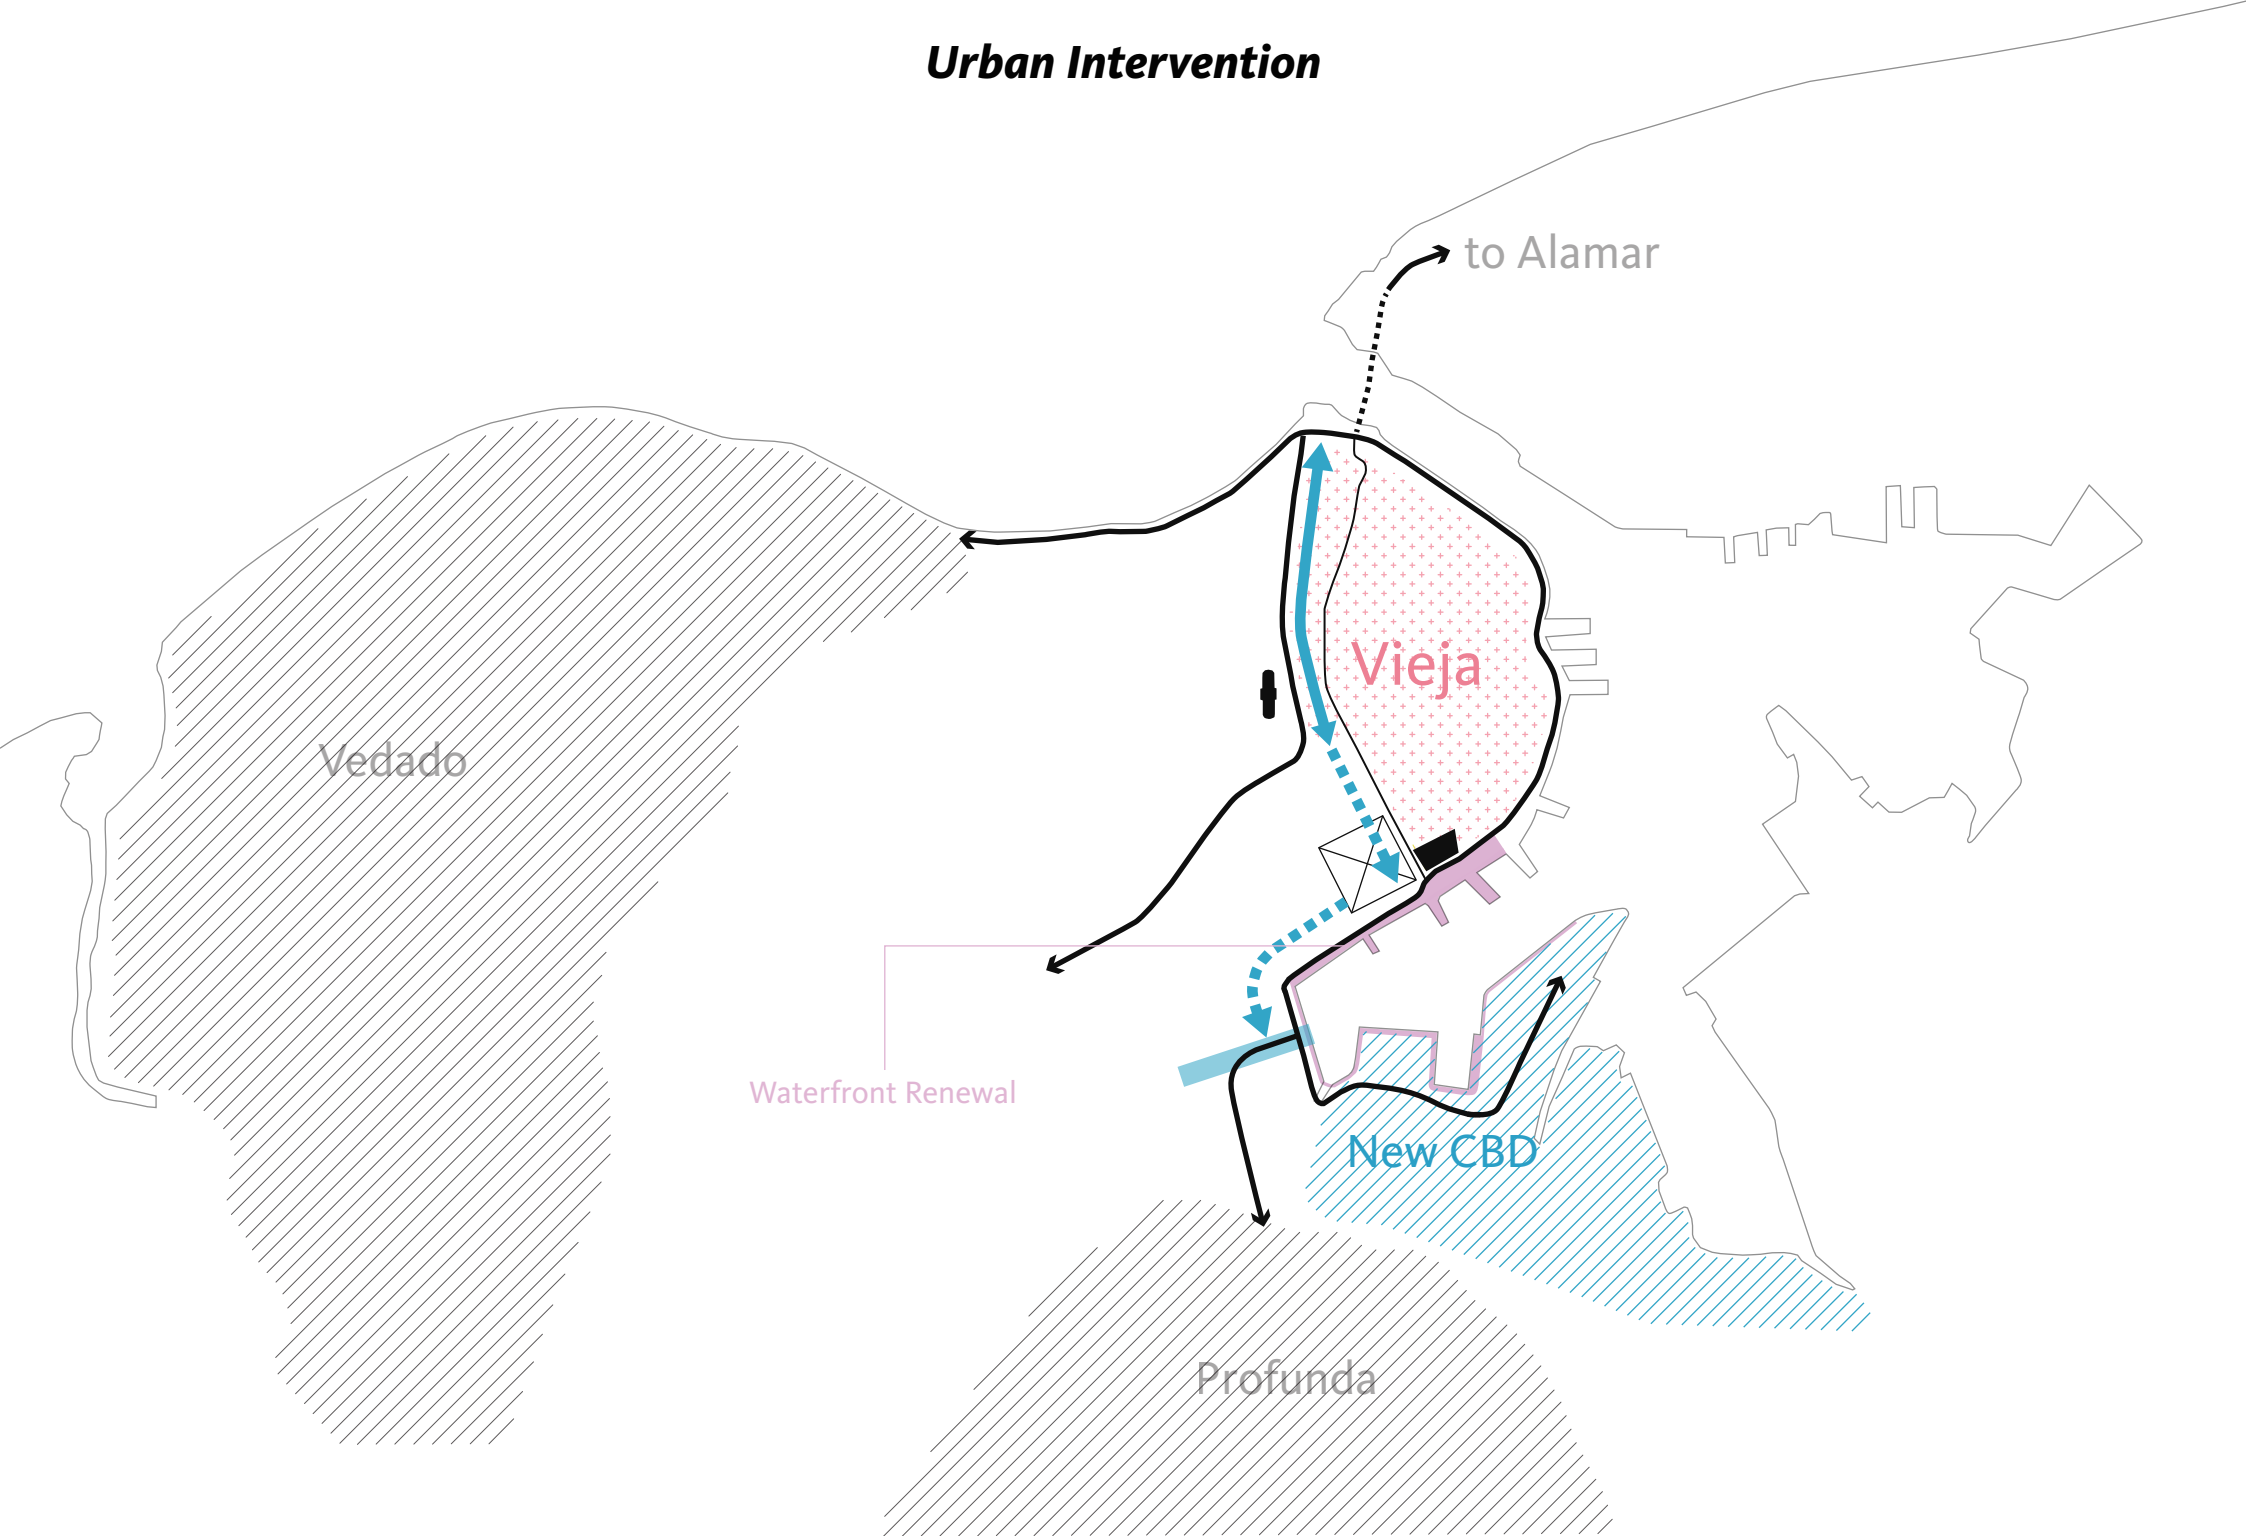 Urban Intervention
to Alamar
Vieja
Vedado
Waterfront Renewal
New CBD
Profunda